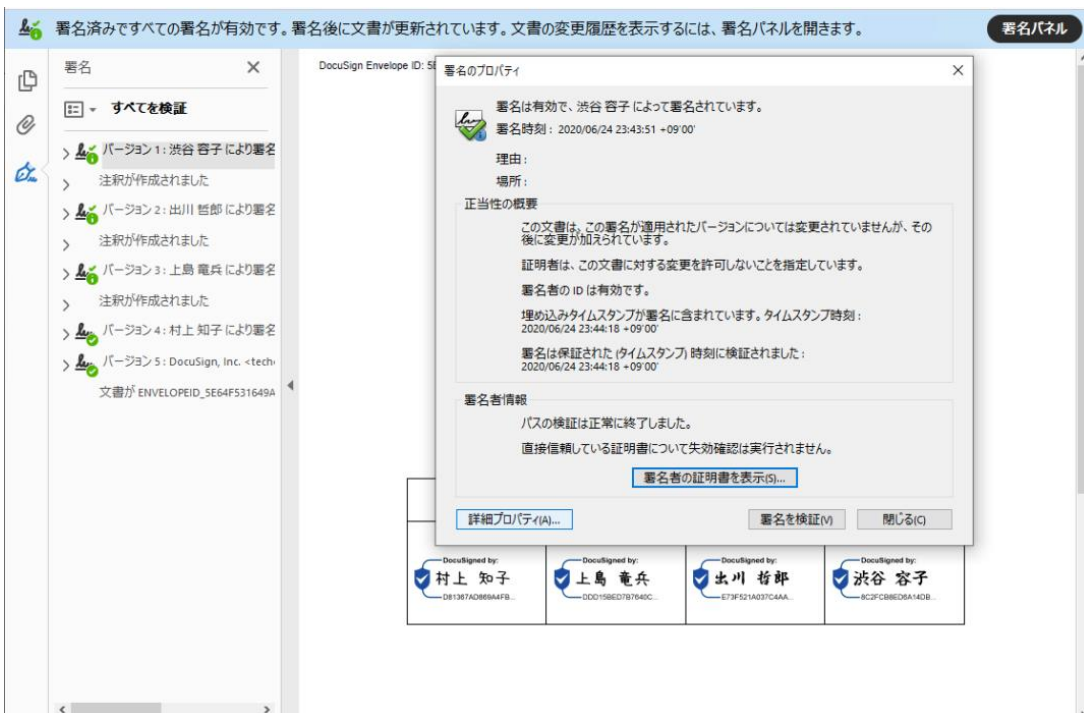 署名済みですべての署名が有効です。署名後に文書が更新されています。文書の変更履歴を表示するには、署名パネルを開きます。
署名パネル
署名
すべてを検証
バージョン 1 : 渋谷 容子 により署名
注釈が作成されました
バージョン 2 : 出川 哲郎 により署名
注釈が作成されました
バージョン 3 : 上島 竜兵 により署名
注釈が作成されました
バージョン 4 : 村上 知子 により署名
バージョン 5 : DocuSign, Inc. <tech
文書が ENVELOPEID_5E64F531649A
DocuSign Envelope ID: 5E
署名のプロパティ
署名は有効で、渋谷 容子 によって署名されています。
署名時刻 : 2020/06/24 23:43:51 +09'00'
理由 :
場所 :
正当性の概要
この文書は、この署名が適用されたバージョンについては変更されていませんが、その
後に変更が加えられています。
証明者は、この文書に対する変更を許可しないことを指定しています。
署名者の ID は有効です。
埋め込みタイムスタンプが署名に含まれています。タイムスタンプ時刻 :
2020/06/24 23:44:18 +09'00'
署名は保証された (タイムスタンプ) 時刻に検証されました :
2020/06/24 23:44:18 +09'00'
署名者情報
パスの検証は正常に終了しました。
直接信頼している証明書について失効確認は実行されません。
署名者の証明書を表示(S)...
詳細プロパティ(A)...
署名を検証(V)
閉じる(C)
DocuSigned by:
村上 知子
D81367AD869A4FB...
DocuSigned by:
上島 竜兵
DDD15BED7B7640C...
DocuSigned by:
出川 哲郎
E73F521A037C4AA...
DocuSigned by:
渋谷 容子
8C2FCB8ED6A14DB...